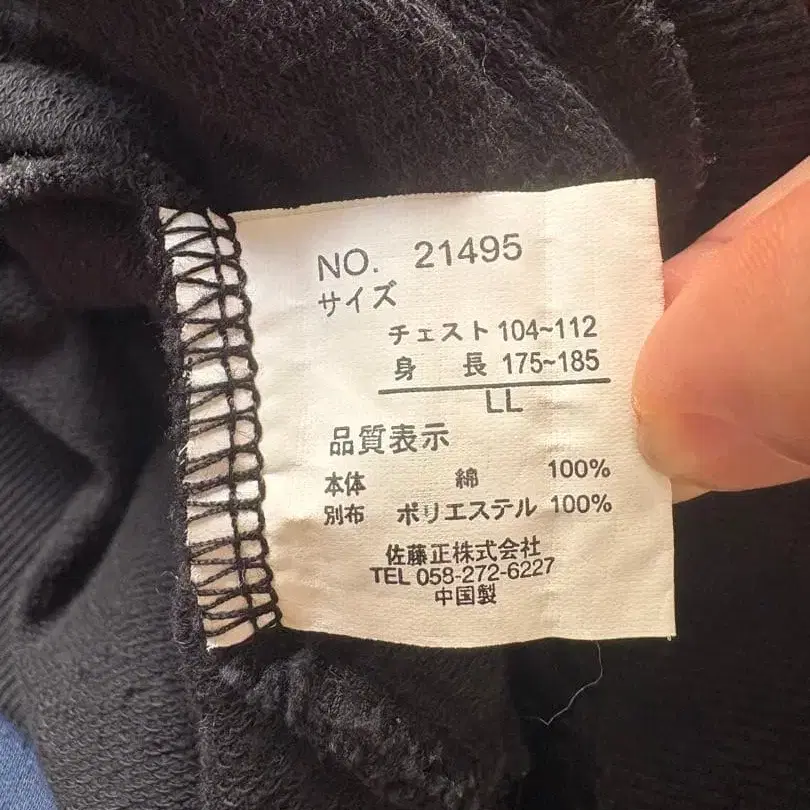 NO. 21495
サイズ
チェスト 104~112
身 長 175~185
LL
品質表示
本体 綿 100%
別布 ポリエステル 100%
佐藤正株式会社
TEL 058-272-6227
中国製